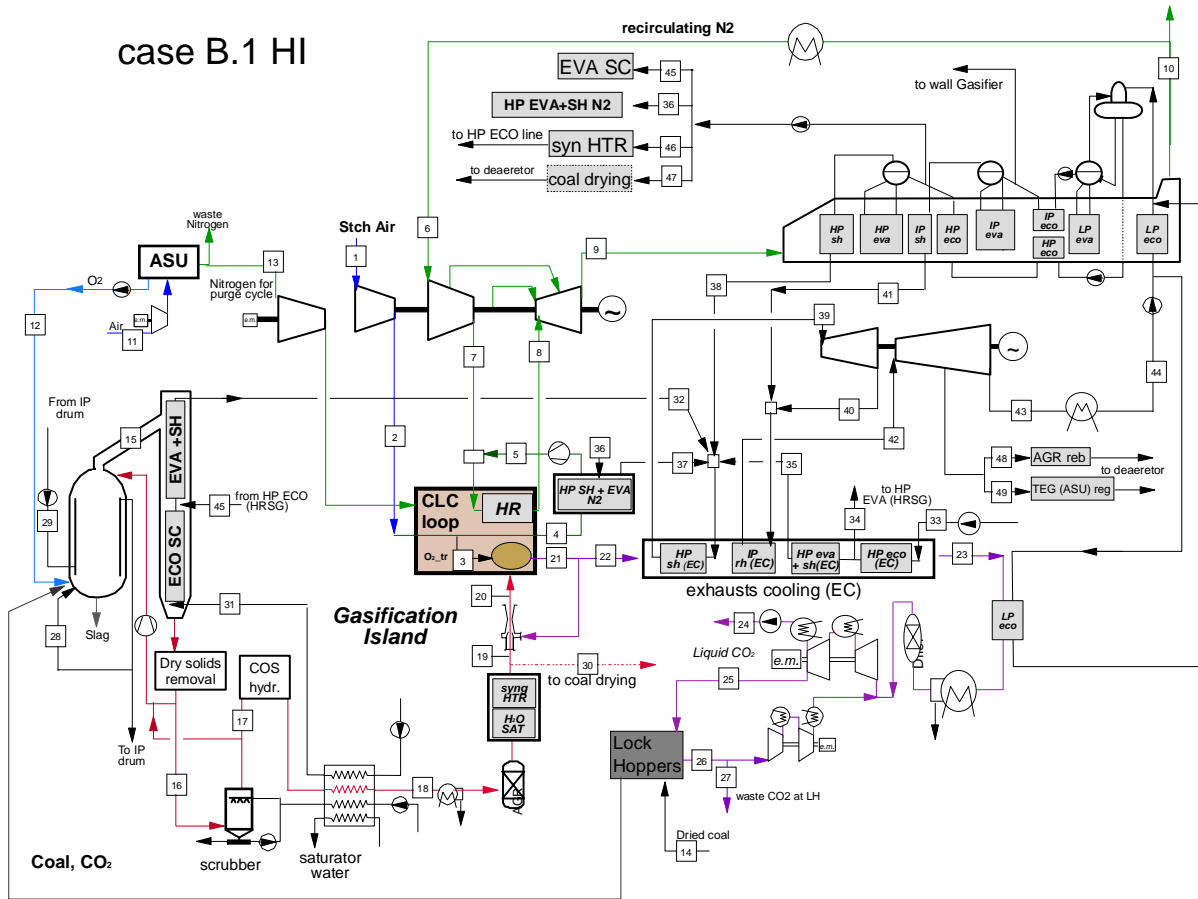 case B.1 HI
recirculating N2
EVA SC
45
HP EVA+SH N2
36
to HP ECO line
syn HTR
46
to deaeretor
coal drying
47
to wall Gasifier
10
waste
Nitrogen
ASU
13
O2
Nitrogen for
purge cycle
e.m.
12
Air
11
e.m.
Stch Air
1
6
9
~
7
8
2
HP
sh
HP
eva
IP
sh
HP
eco
IP
eva
IP
eco
HP
eco
LP
eva
LP
eco
38
41
39
~
44
40
43
42
From IP
drum
15
EVA +SH
32
5
36
37
35
48
AGR reb
to deaeretor
49
TEG (ASU) reg
from HP ECO
(HRSG)
45
29
ECO SC
CLC
loop
HR
HP SH + EVA
N2
4
O2_tr
3
21
22
to HP
EVA (HRSG)
34
33
HP
sh (EC)
IP
rh (EC)
HP eva
+ sh(EC)
HP eco
(EC)
23
exhausts cooling (EC)
31
28
Slag
20
Gasification
Island
19
30
to coal drying
LP
eco
24
Liquid CO2
e.m.
25
Dry solids
removal
COS
hydr.
17
syng
HTR
H2O
SAT
To IP
drum
16
18
AGR
Lock
Hoppers
26
e.m.
27
waste CO2 at LH
Dried coal
14
Coal, CO2
scrubber
saturator
water